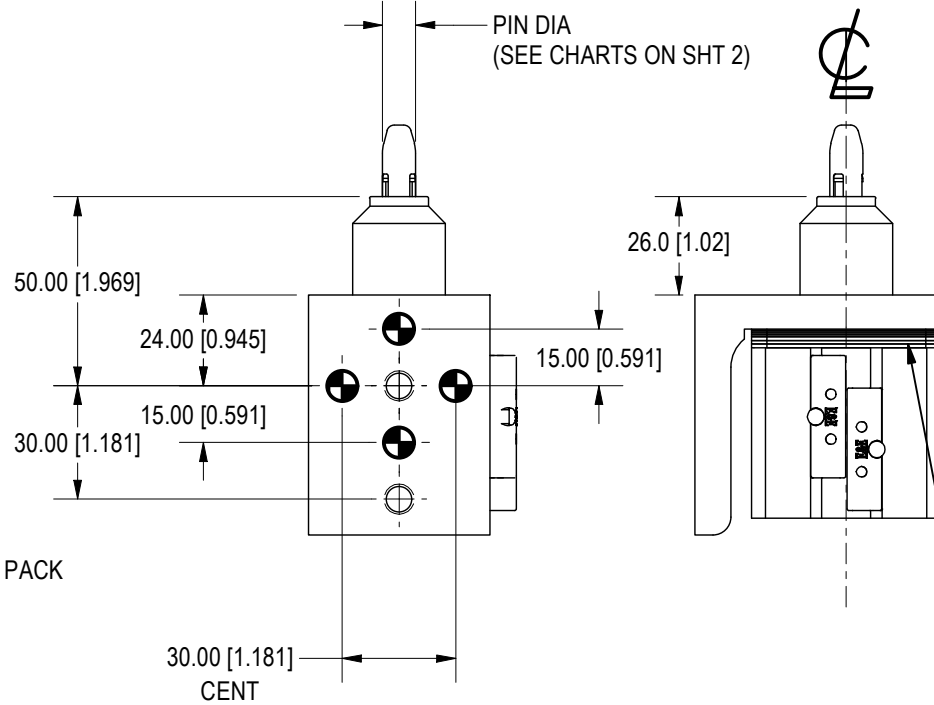 PIN DIA
(SEE CHARTS ON SHT 2)
26.0 [1.02]
50.00 [1.969]
24.00 [0.945]
15.00 [0.591]
15.00 [0.591]
30.00 [1.181]
PACK
30.00 [1.181]
CENT